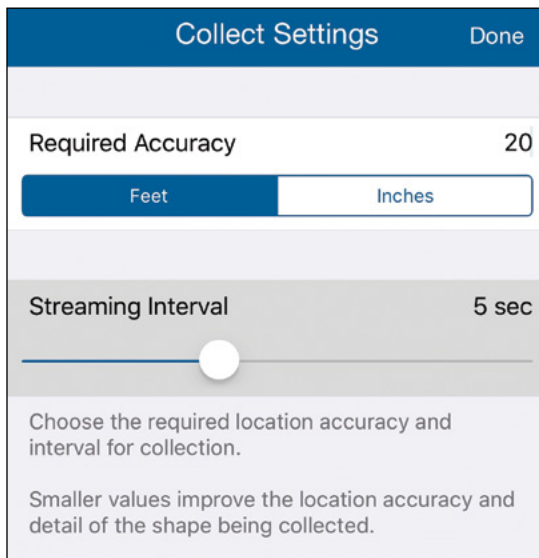 Collect Settings Done
Required Accuracy 20
Feet Inches
Streaming Interval 5 sec
Choose the required location accuracy and
interval for collection.
Smaller values improve the location accuracy and
detail of the shape being collected.